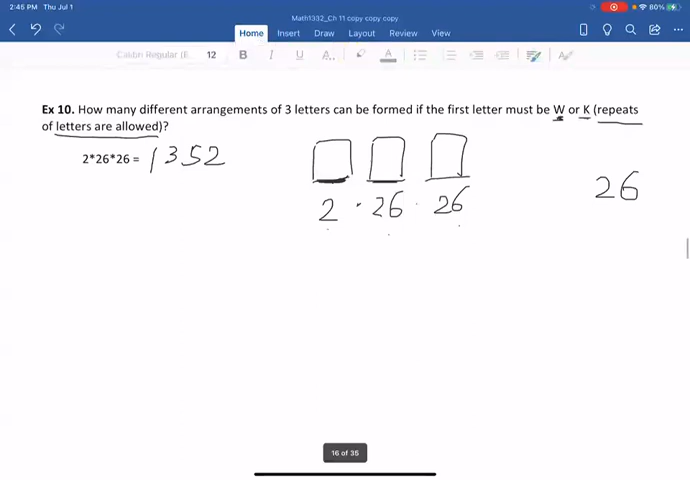 2:45 PM Thu Jul 1
80%
Math1332_Ch 11 copy copy copy
Home Insert Draw Layout Review View
12 B I U A
Ex 10. How many different arrangements of 3 letters can be formed if the first letter must be W or K (repeats
of letters are allowed)?
2*26*26 = 1352
2 · 26 · 26
26
16 of 35